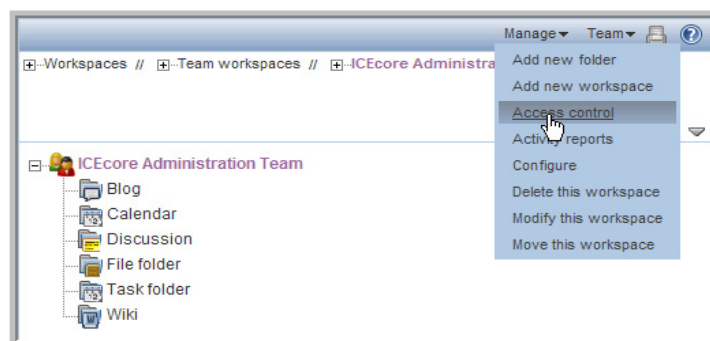 Manage Team
Workspaces // Team workspaces // ICEcore Administra
Add new folder
Add new workspace
Access control
Activity reports
Configure
Delete this workspace
Modify this workspace
Move this workspace
ICEcore Administration Team
Blog
Calendar
Discussion
File folder
Task folder
Wiki